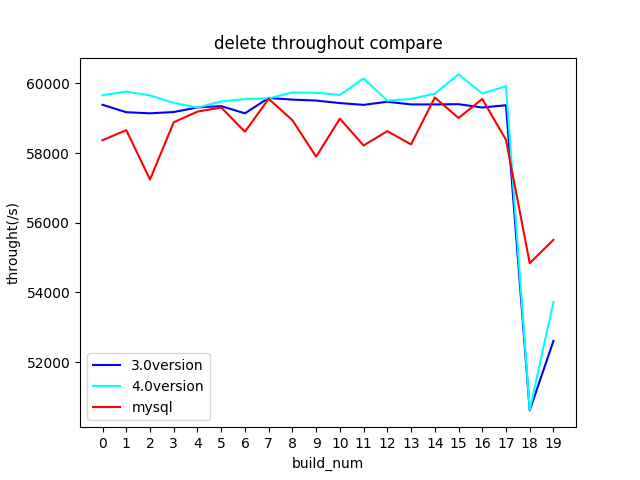 delete throughout compare
throught(/s)
60000
58000
56000
54000
52000
3.0version
4.0version
mysql
0 1 2 3 4 5 6 7 8 9 10 11 12 13 14 15 16 17 18 19
build_num